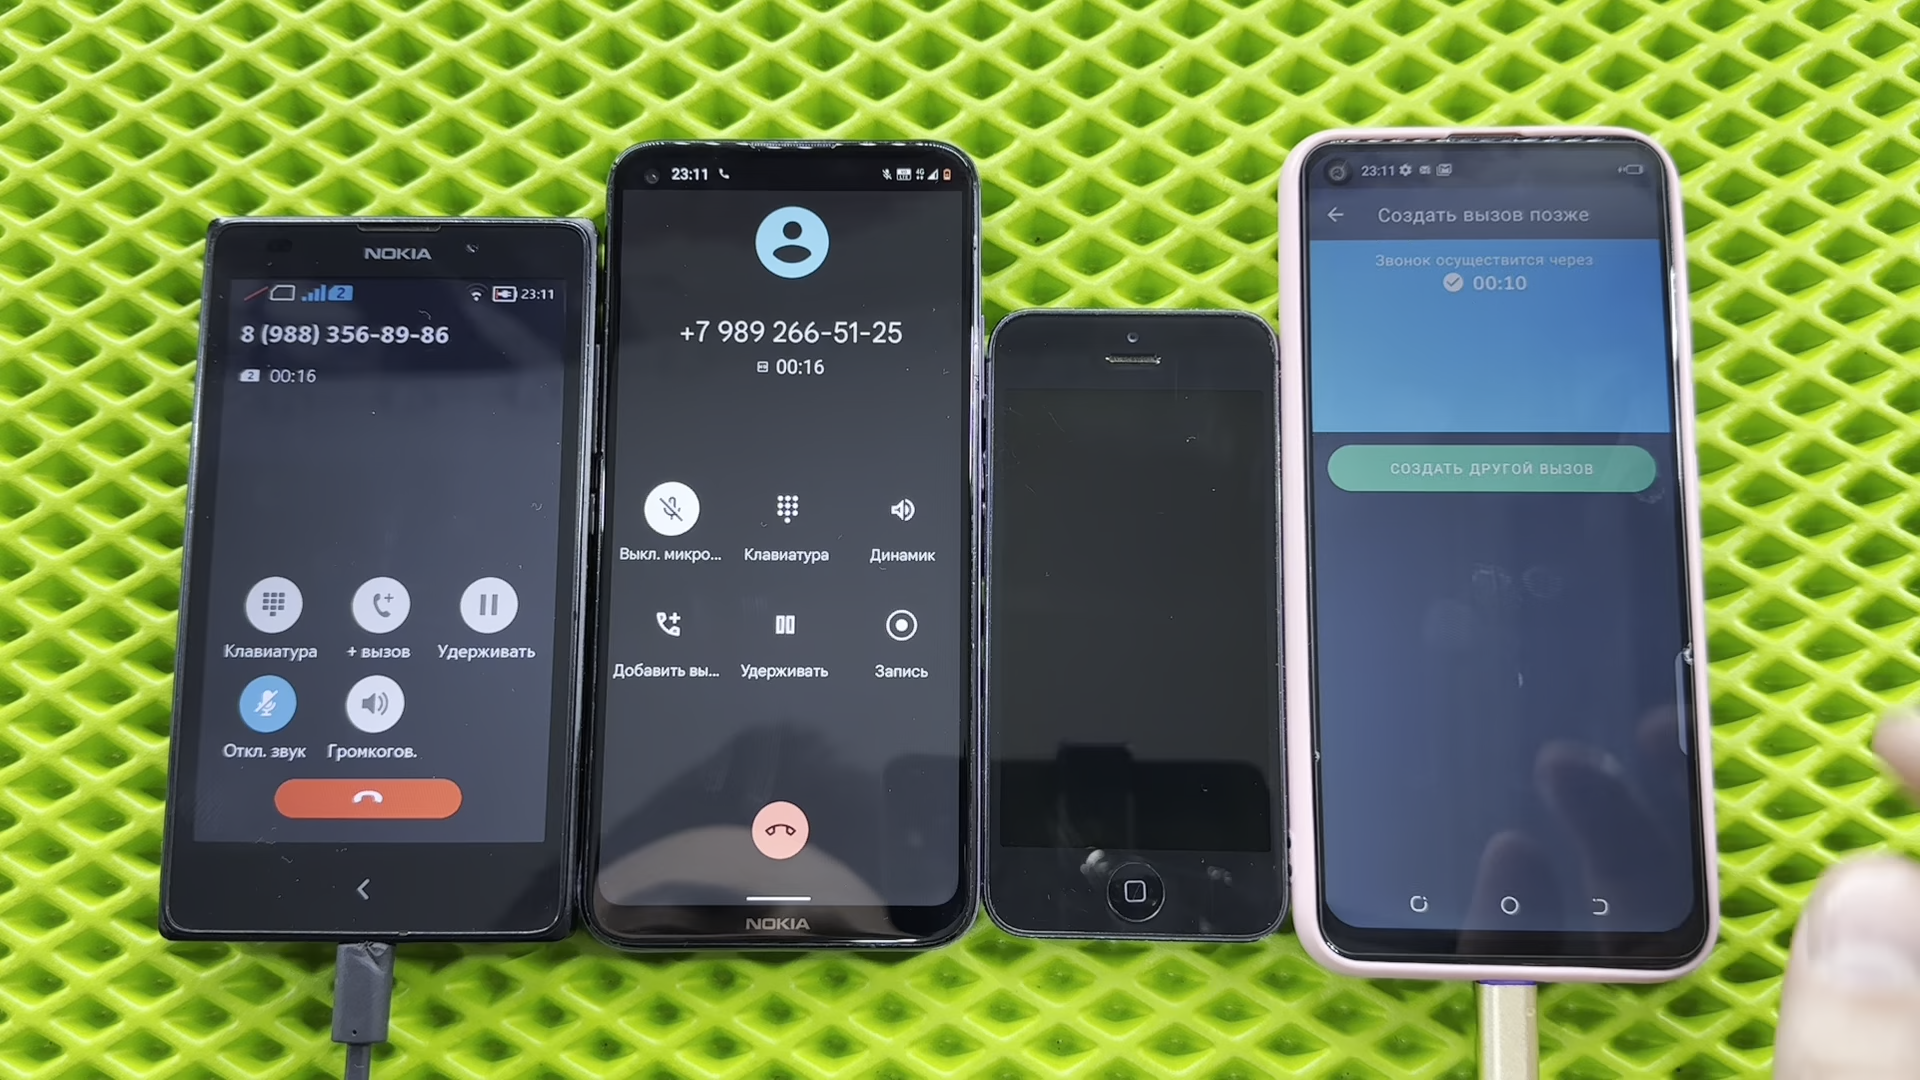 NOKIA
2 23:11
8 (988) 356-89-86
2 00:16
Клавиатура
+ вызов
Удерживать
Откл. звук
Громкогов.
23:11
+7 989 266-51-25
00:16
Выкл. микро...
Клавиатура
Динамик
Добавить вы...
Удерживать
Запись
NOKIA
23:11
Создать вызов позже
Звонок осуществится через
00:10
СОЗДАТЬ ДРУГОЙ ВЫЗОВ